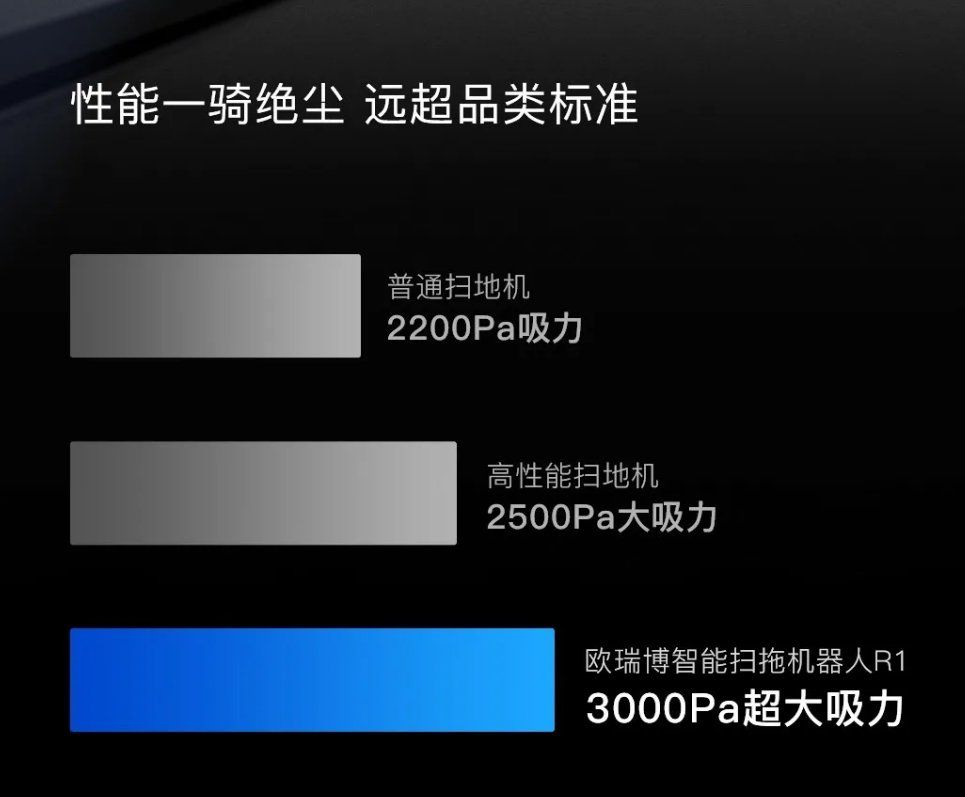 性能一骑绝尘 远超品类标准
普通扫地机
2200Pa吸力
高性能扫地机
2500Pa大吸力
欧瑞博智能扫拖机器人R1
3000Pa超大吸力